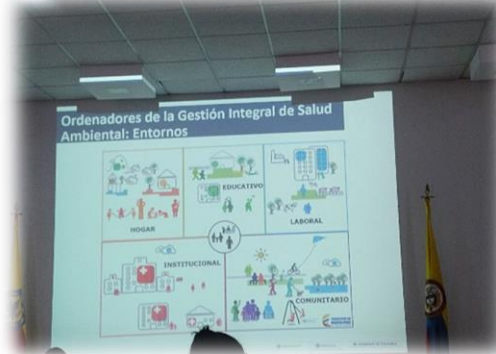 Ordenadores de la Gestión Integral de Salud
Ambiental: Entornos
EDUCATIVO
HOGAR
LABORAL
INSTITUCIONAL
COMUNITARIO